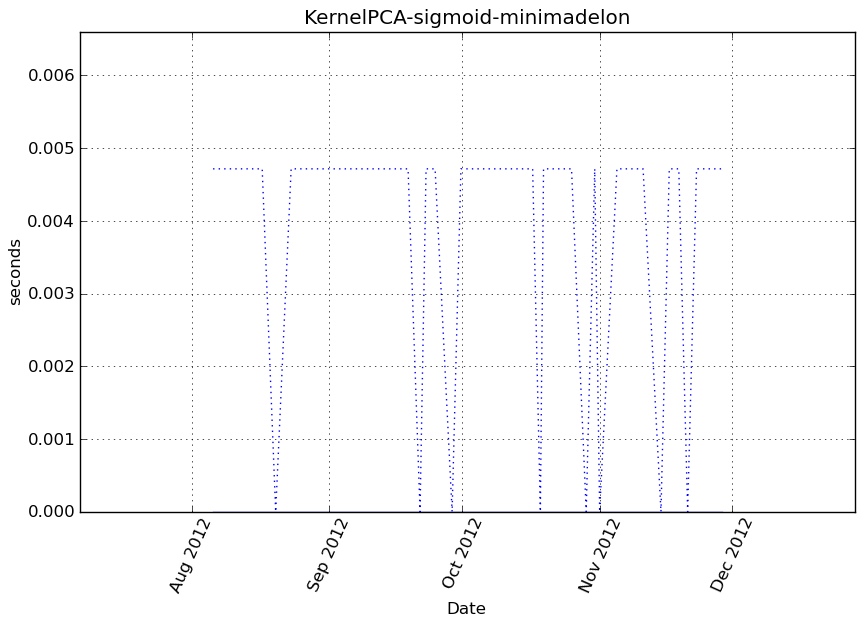 KernelPCA-sigmoid-minimadelon
0.006
0.005
0.004
0.003
0.002
0.001
0.000
seconds
Aug 2012
Sep 2012
Oct 2012
Nov 2012
Dec 2012
Date